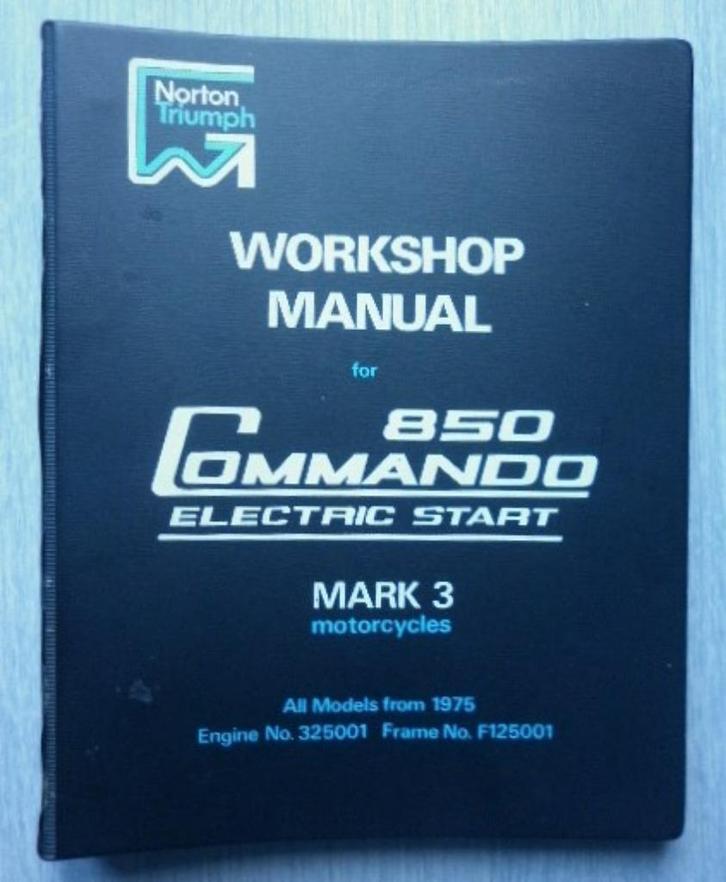 Norton
Triumph
WORKSHOP
MANUAL
for
850
COMMANDO
ELECTRIC START
MARK 3
motorcycles
All Models from 1975
Engine No. 325001 Frame No. F125001